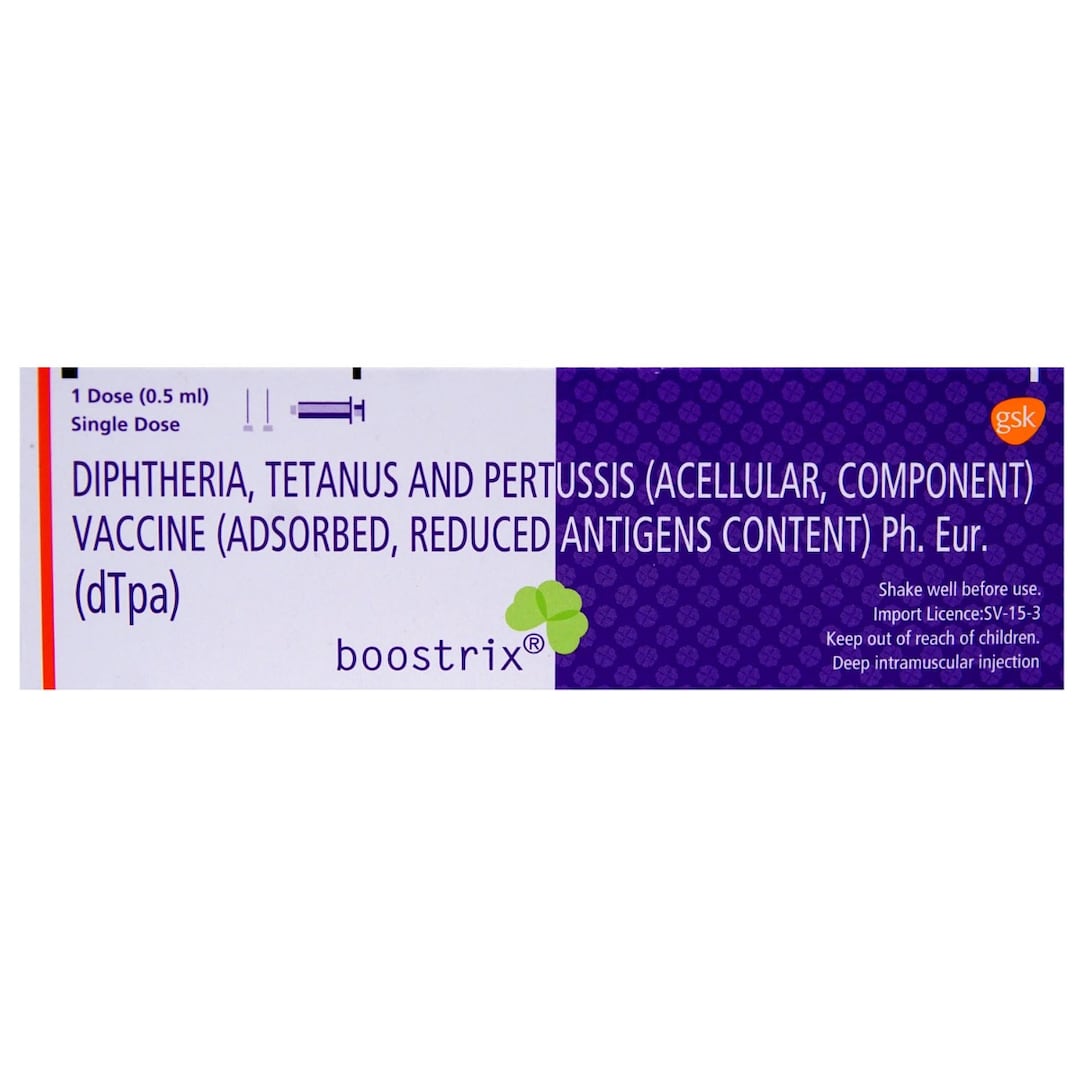 1 Dose (0.5 ml)
Single Dose
gsk
DIPHTHERIA, TETANUS AND PERTUSSIS (ACELLULAR, COMPONENT)
VACCINE (ADSORBED, REDUCED ANTIGENS CONTENT) Ph. Eur.
(dTpa)
boostrix®
Shake well before use.
Import Licence:SV-15-3
Keep out of reach of children.
Deep intramuscular injection